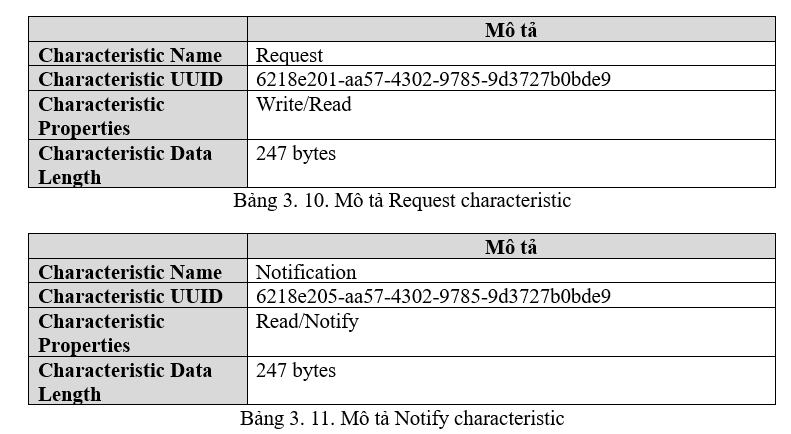 Mô tả
Characteristic Name Request
Characteristic UUID 6218e201-aa57-4302-9785-9d3727b0bde9
Characteristic Write/Read
Properties
Characteristic Data 247 bytes
Length
Bảng 3. 10. Mô tả Request characteristic
Mô tả
Characteristic Name Notification
Characteristic UUID 6218e205-aa57-4302-9785-9d3727b0bde9
Characteristic Read/Notify
Properties
Characteristic Data 247 bytes
Length
Bảng 3. 11. Mô tả Notify characteristic